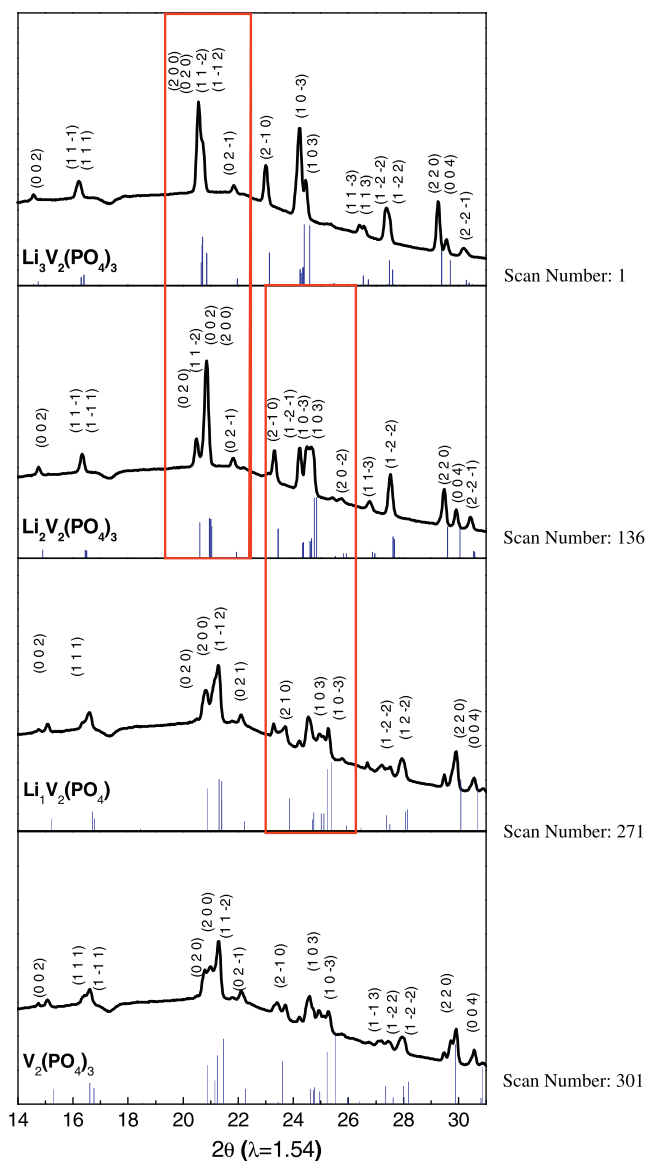 (0 0 2)
(1 1 -1)
(1 1 1)
(2 0 0)
(0 2 0)
(1 1 -2)
(1 -1 2)
(0 2 -1)
(2 -1 0)
(1 0 -3)
(1 0 3)
(1 1 -3)
(1 1 3)
(1 -2 -2)
(1 -2 2)
(2 2 0)
(0 0 4)
(2 -2 -1)
Li3V2(PO4)3
Scan Number: 1
(0 0 2)
(1 1 -1)
(1 -1 1)
(0 2 0)
(1 1 -2)
(0 0 2)
(2 0 0)
(0 2 -1)
(2 -1 0)
(1 -2 -1)
(1 0 -3)
(1 0 3)
(2 0 -2)
(1 1 -3)
(1 -2 -2)
(2 2 0)
(0 0 4)
(2 -2 -1)
Li2V2(PO4)3
Scan Number: 136
(0 0 2)
(1 1 1)
(0 2 0)
(2 0 0)
(1 -1 2)
(0 2 1)
(2 1 0)
(1 0 3)
(1 0 -3)
(1 -2 -2)
(1 2 -2)
(2 2 0)
(0 0 4)
Li1V2(PO4)
Scan Number: 271
(0 0 2)
(1 1 1)
(1 -1 1)
(0 2 0)
(2 0 0)
(1 1 -2)
(0 2 -1)
(2 -1 0)
(1 0 3)
(1 0 -3)
(1 -1 3)
(1 -2 2)
(1 -2 -2)
(2 2 0)
(0 0 4)
V2(PO4)3
Scan Number: 301
14 16 18 20 22 24 26 28 30
2θ (λ=1.54)